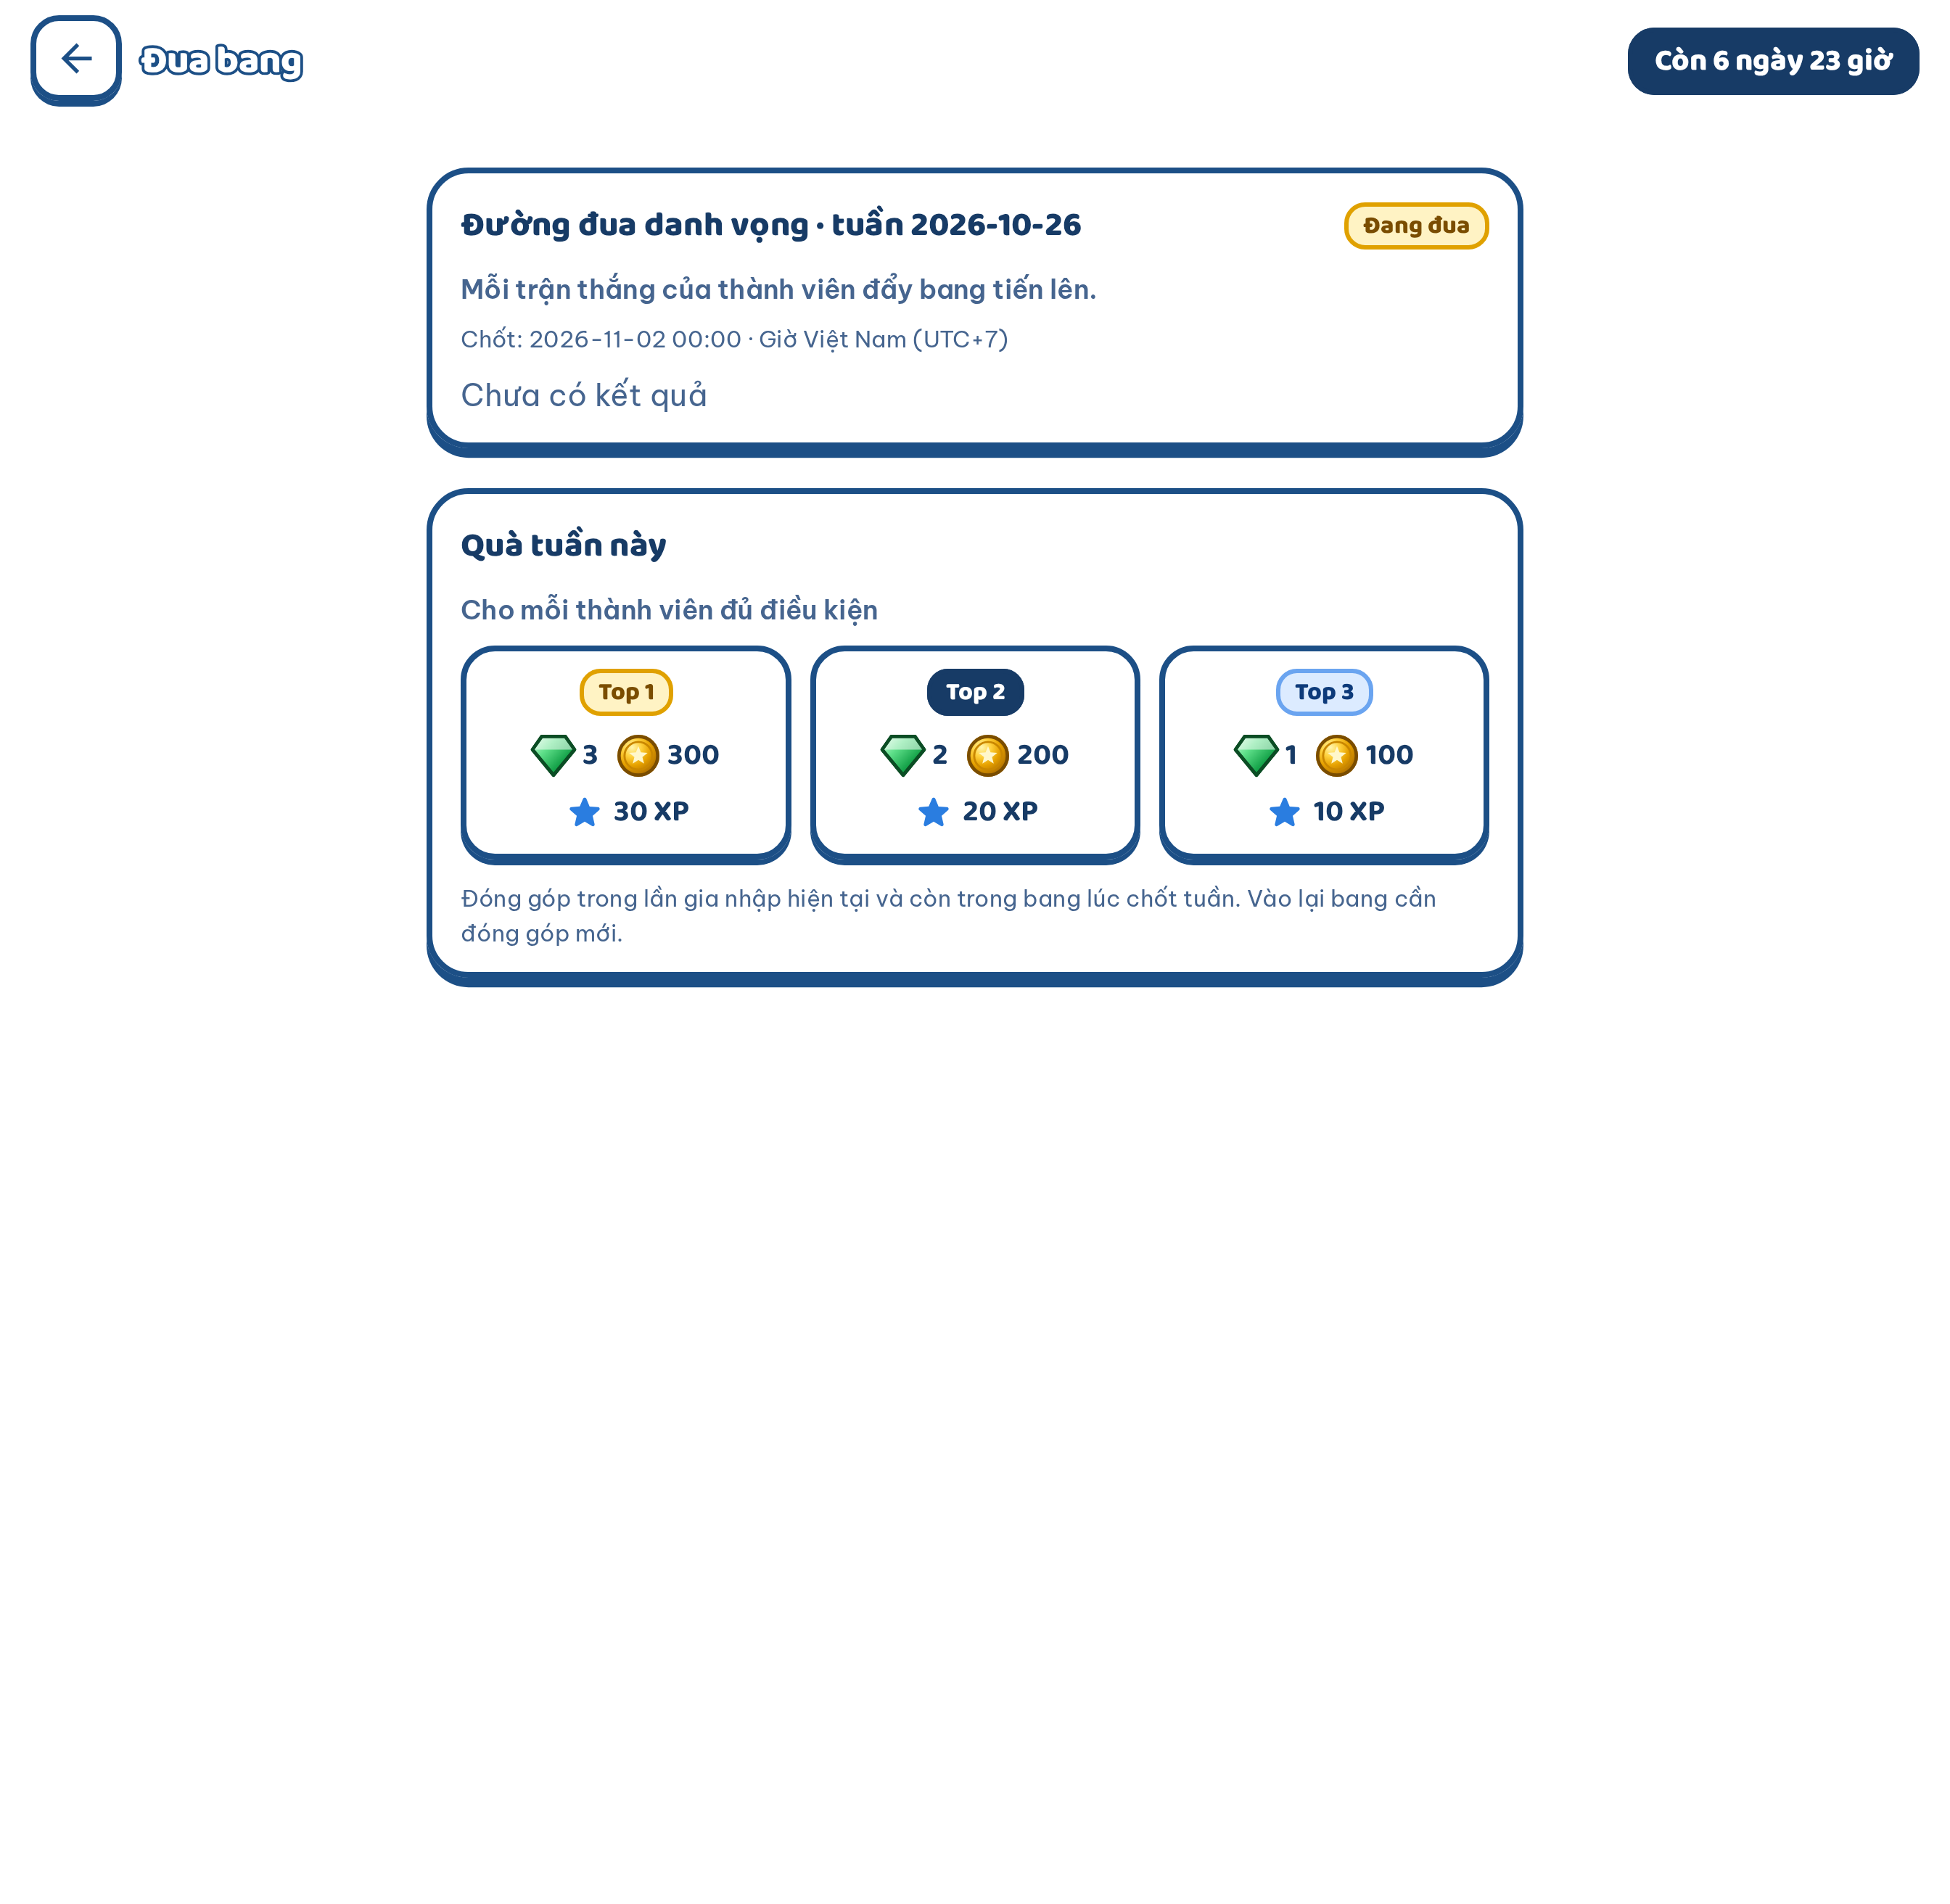 Đua bang
Còn 6 ngày 23 giờ
Đường đua danh vọng · tuần 2026-10-26
Đang đua
Mỗi trận thắng của thành viên đẩy bang tiến lên.
Chốt: 2026-11-02 00:00 · Giờ Việt Nam (UTC+7)
Chưa có kết quả
Quà tuần này
Cho mỗi thành viên đủ điều kiện
Top 1
3 300
30 XP
Top 2
2 200
20 XP
Top 3
1 100
10 XP
Đóng góp trong lần gia nhập hiện tại và còn trong bang lúc chốt tuần. Vào lại bang cần
đóng góp mới.